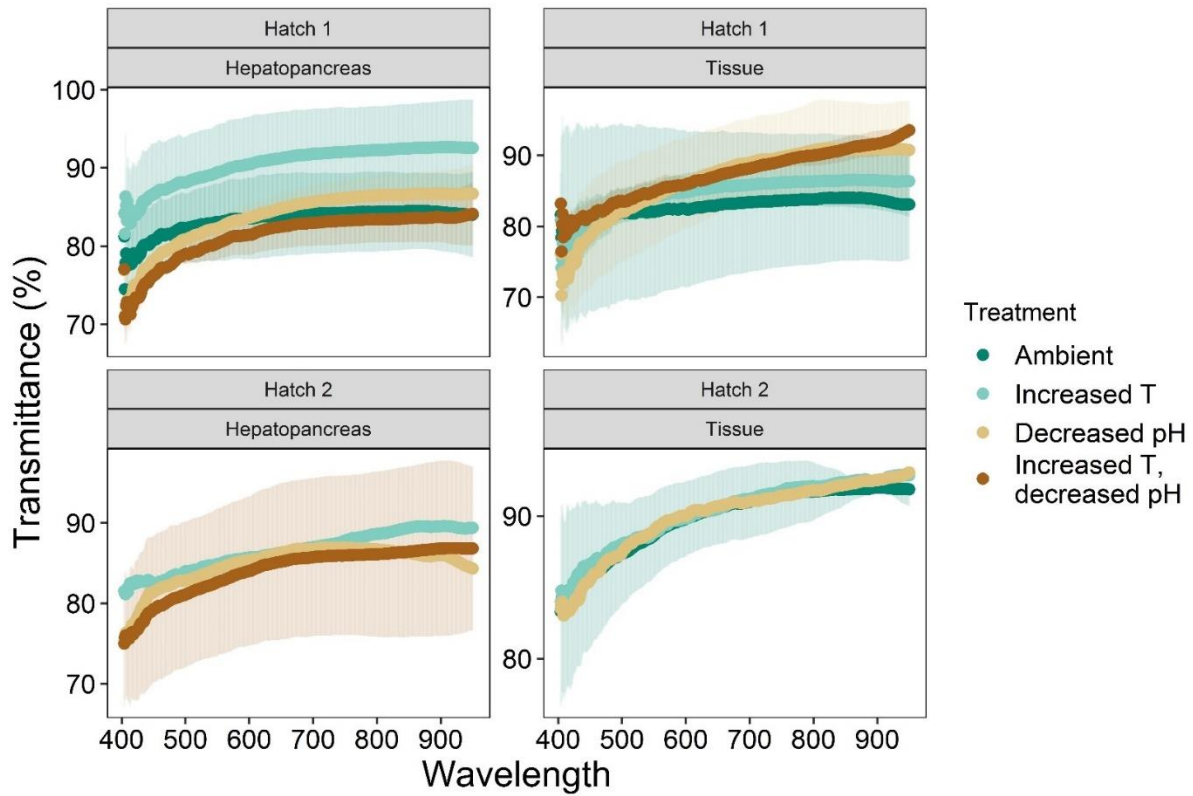 Hatch 1
Hepatopancreas
Hatch 1
Tissue
100
90
80
70
90
80
70
Hatch 2
Hepatopancreas
Hatch 2
Tissue
90
80
70
90
80
400 500 600 700 800 900
400 500 600 700 800 900
Wavelength
Transmittance (%)
Treatment
Ambient
Increased T
Decreased pH
Increased T,
decreased pH